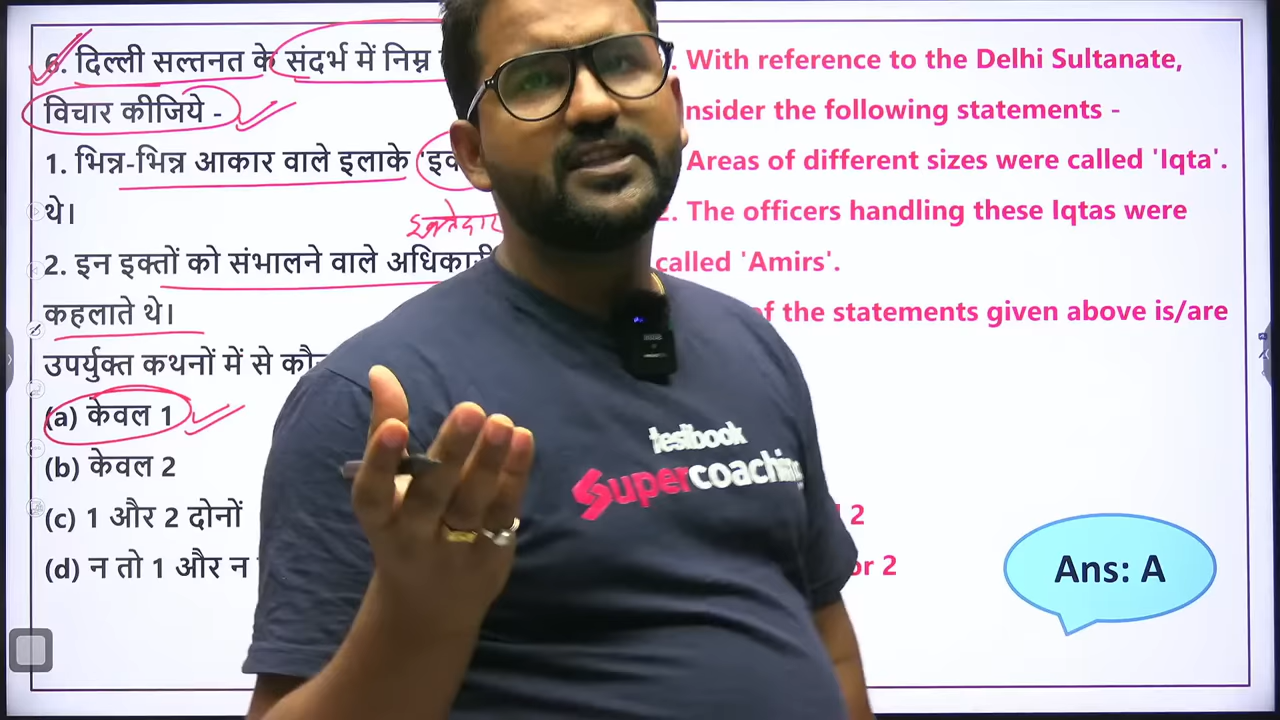 6. दिल्ली सल्तनत के संदर्भ में निम्न
विचार कीजिये -
1. भिन्न-भिन्न आकार वाले इलाके
थे।
इक्तेदार
2. इन इक्तों को संभालने वाले अधिकारी
कहलाते थे।
उपर्युक्त कथनों में से
(a) केवल 1
(b) केवल 2
(c) 1 और 2 दोनों
(d) न तो 1 और न
With reference to the Delhi Sultanate,
the following statements -
Areas of different sizes were called 'Iqta'.
2. The officers handling these Iqtas were
called 'Amirs'.
of the statements given above is/are
2
or 2
Ans: A
testbook
Supercoaching